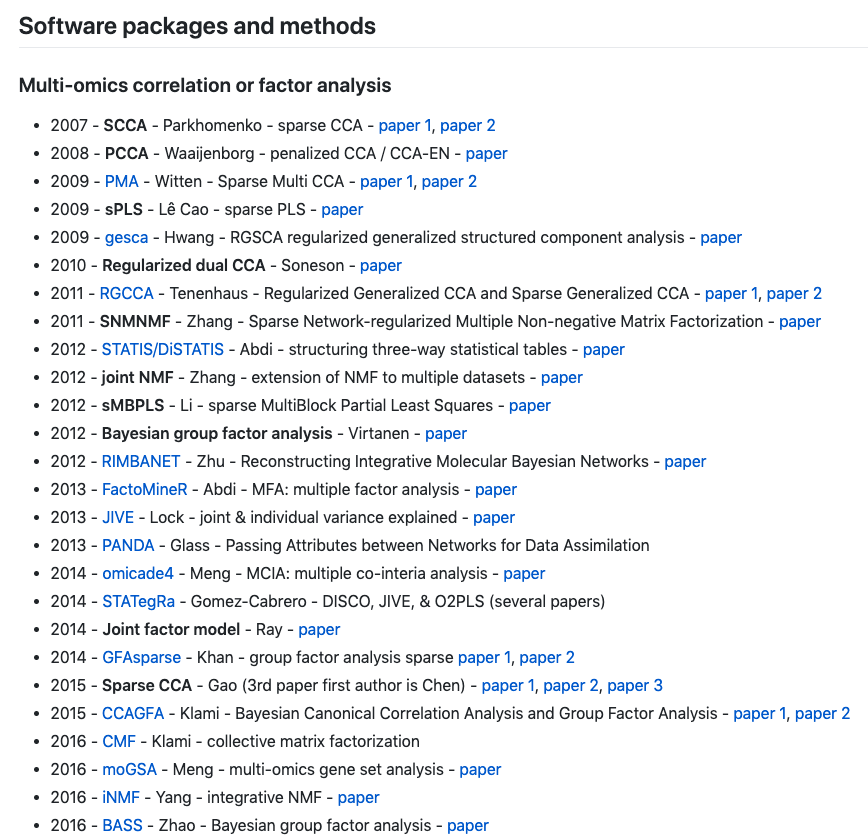 Software packages and methods
Multi-omics correlation or factor analysis
• 2007 - SCCA - Parkhomenko - sparse CCA - paper 1, paper 2
• 2008 - PCCA - Waaijenborg - penalized CCA / CCA-EN - paper
• 2009 - PMA - Witten - Sparse Multi CCA - paper 1, paper 2
• 2009 - sPLS - Lê Cao - sparse PLS - paper
• 2009 - gesca - Hwang - RGSCA regularized generalized structured component analysis - paper
• 2010 - Regularized dual CCA - Soneson - paper
• 2011 - RGCCA - Tenenhaus - Regularized Generalized CCA and Sparse Generalized CCA - paper 1, paper 2
• 2011 - SNMNMF - Zhang - Sparse Network-regularized Multiple Non-negative Matrix Factorization - paper
• 2012 - STATIS/DiSTATIS - Abdi - structuring three-way statistical tables - paper
• 2012 - joint NMF - Zhang - extension of NMF to multiple datasets - paper
• 2012 - sMBPLS - Li - sparse MultiBlock Partial Least Squares - paper
• 2012 - Bayesian group factor analysis - Virtanen - paper
• 2012 - RIMBANET - Zhu - Reconstructing Integrative Molecular Bayesian Networks - paper
• 2013 - FactoMineR - Abdi - MFA: multiple factor analysis - paper
• 2013 - JIVE - Lock - joint & individual variance explained - paper
• 2013 - PANDA - Glass - Passing Attributes between Networks for Data Assimilation
• 2014 - omicade4 - Meng - MCIA: multiple co-interia analysis - paper
• 2014 - STATegRa - Gomez-Cabrero - DISCO, JIVE, & O2PLS (several papers)
• 2014 - Joint factor model - Ray - paper
• 2014 - GFAsparse - Khan - group factor analysis sparse paper 1, paper 2
• 2015 - Sparse CCA - Gao (3rd paper first author is Chen) - paper 1, paper 2, paper 3
• 2015 - CCAGFA - Klami - Bayesian Canonical Correlation Analysis and Group Factor Analysis - paper 1, paper 2
• 2016 - CMF - Klami - collective matrix factorization
• 2016 - moGSA - Meng - multi-omics gene set analysis - paper
• 2016 - iNMF - Yang - integrative NMF - paper
• 2016 - BASS - Zhao - Bayesian group factor analysis - paper